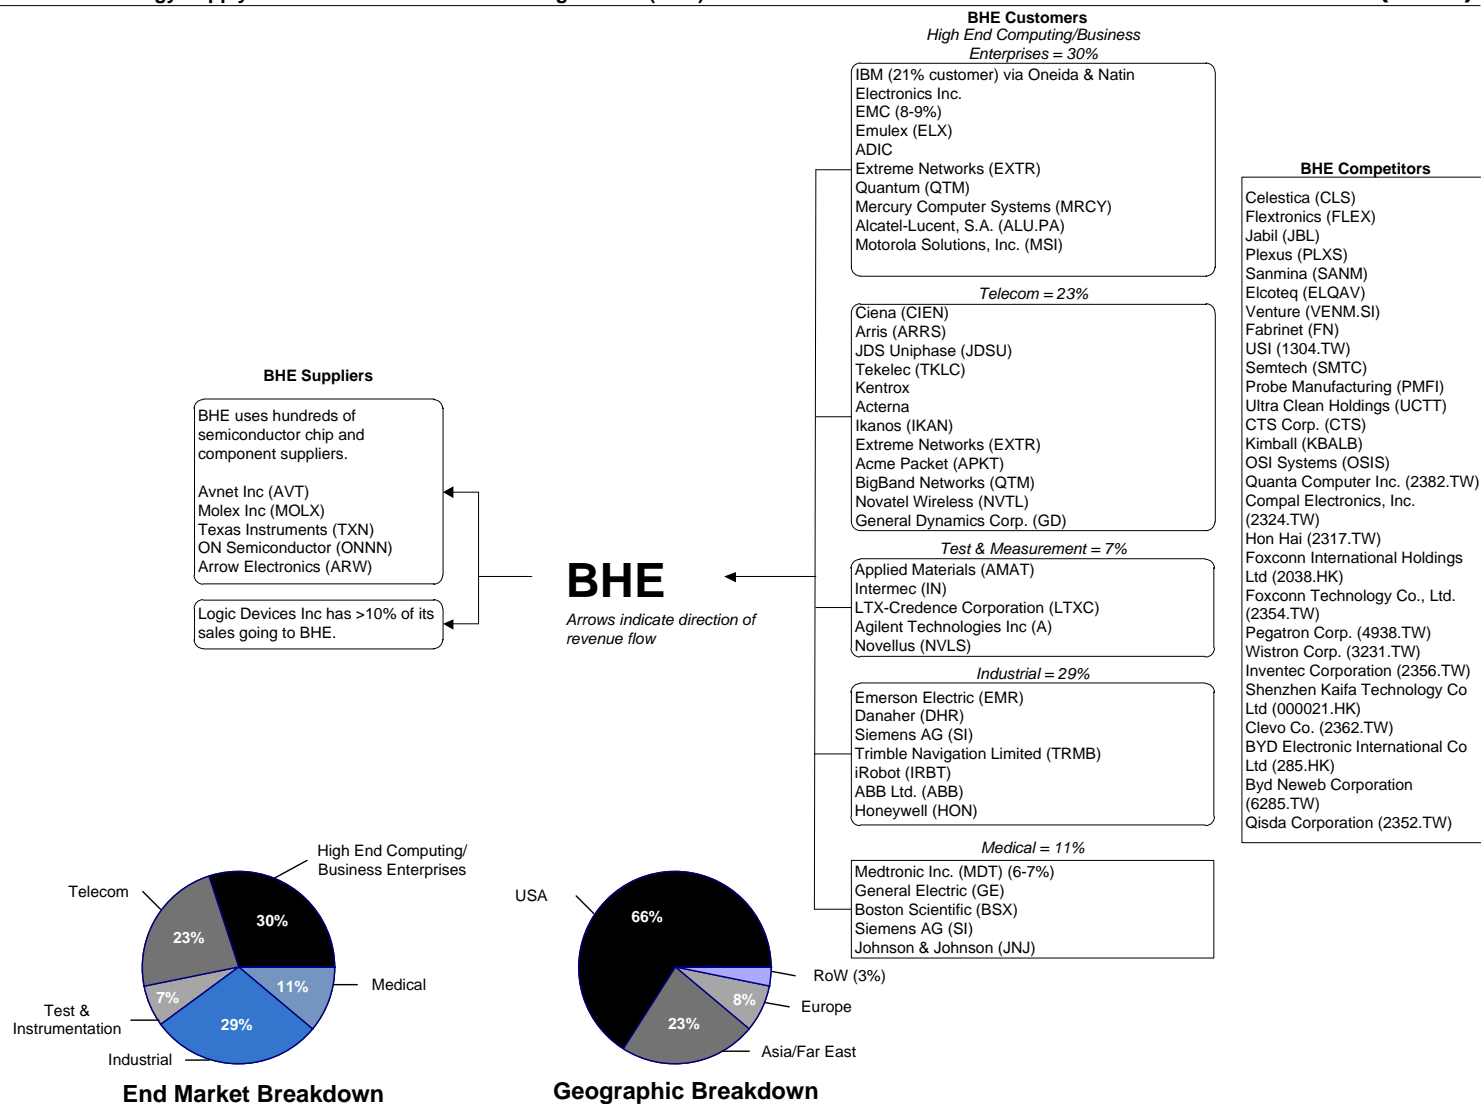 BHE Customers
High End Computing/Business
Enterprises = 30%
IBM (21% customer) via Oneida & Natin
Electronics Inc.
EMC (8-9%)
Emulex (ELX)
ADIC
Extreme Networks (EXTR)
Quantum (QTM)
Mercury Computer Systems (MRCY)
Alcatel-Lucent, S.A. (ALU.PA)
Motorola Solutions, Inc. (MSI)
Telecom = 23%
Ciena (CIEN)
Arris (ARRS)
JDS Uniphase (JDSU)
Tekelec (TKLC)
Kentrox
Acterna
Ikanos (IKAN)
Extreme Networks (EXTR)
Acme Packet (APKT)
BigBand Networks (QTM)
Novatel Wireless (NVTL)
General Dynamics Corp. (GD)
Test & Measurement = 7%
Applied Materials (AMAT)
Intermec (IN)
LTX-Credence Corporation (LTXC)
Agilent Technologies Inc (A)
Novellus (NVLS)
Industrial = 29%
Emerson Electric (EMR)
Danaher (DHR)
Siemens AG (SI)
Trimble Navigation Limited (TRMB)
iRobot (IRBT)
ABB Ltd. (ABB)
Honeywell (HON)
Medical = 11%
Medtronic Inc. (MDT) (6-7%)
General Electric (GE)
Boston Scientific (BSX)
Siemens AG (SI)
Johnson & Johnson (JNJ)
BHE Competitors
Celestica (CLS)
Flextronics (FLEX)
Jabil (JBL)
Plexus (PLXS)
Sanmina (SANM)
Elcoteq (ELQAV)
Venture (VENM.SI)
Fabrinet (FN)
USI (1304.TW)
Semtech (SMTC)
Probe Manufacturing (PMFI)
Ultra Clean Holdings (UCTT)
CTS Corp. (CTS)
Kimball (KBALB)
OSI Systems (OSIS)
Quanta Computer Inc. (2382.TW)
Compal Electronics, Inc.
(2324.TW)
Hon Hai (2317.TW)
Foxconn International Holdings
Ltd (2038.HK)
Foxconn Technology Co., Ltd.
(2354.TW)
Pegatron Corp. (4938.TW)
Wistron Corp. (3231.TW)
Inventec Corporation (2356.TW)
Shenzhen Kaifa Technology Co
Ltd (000021.HK)
Clevo Co. (2362.TW)
BYD Electronic International Co
Ltd (285.HK)
Byd Neweb Corporation
(6285.TW)
Qisda Corporation (2352.TW)
BHE Suppliers
BHE uses hundreds of
semiconductor chip and
component suppliers.
Avnet Inc (AVT)
Molex Inc (MOLX)
Texas Instruments (TXN)
ON Semiconductor (ONNN)
Arrow Electronics (ARW)
Logic Devices Inc has >10% of its
sales going to BHE.
BHE
Arrows indicate direction of
revenue flow
High End Computing/
Business Enterprises
Telecom
30%
23%
7%
11%
29%
Medical
Test &
Instrumentation
Industrial
End Market Breakdown
USA
66%
RoW (3%)
8%
Europe
23%
Asia/Far East
Geographic Breakdown